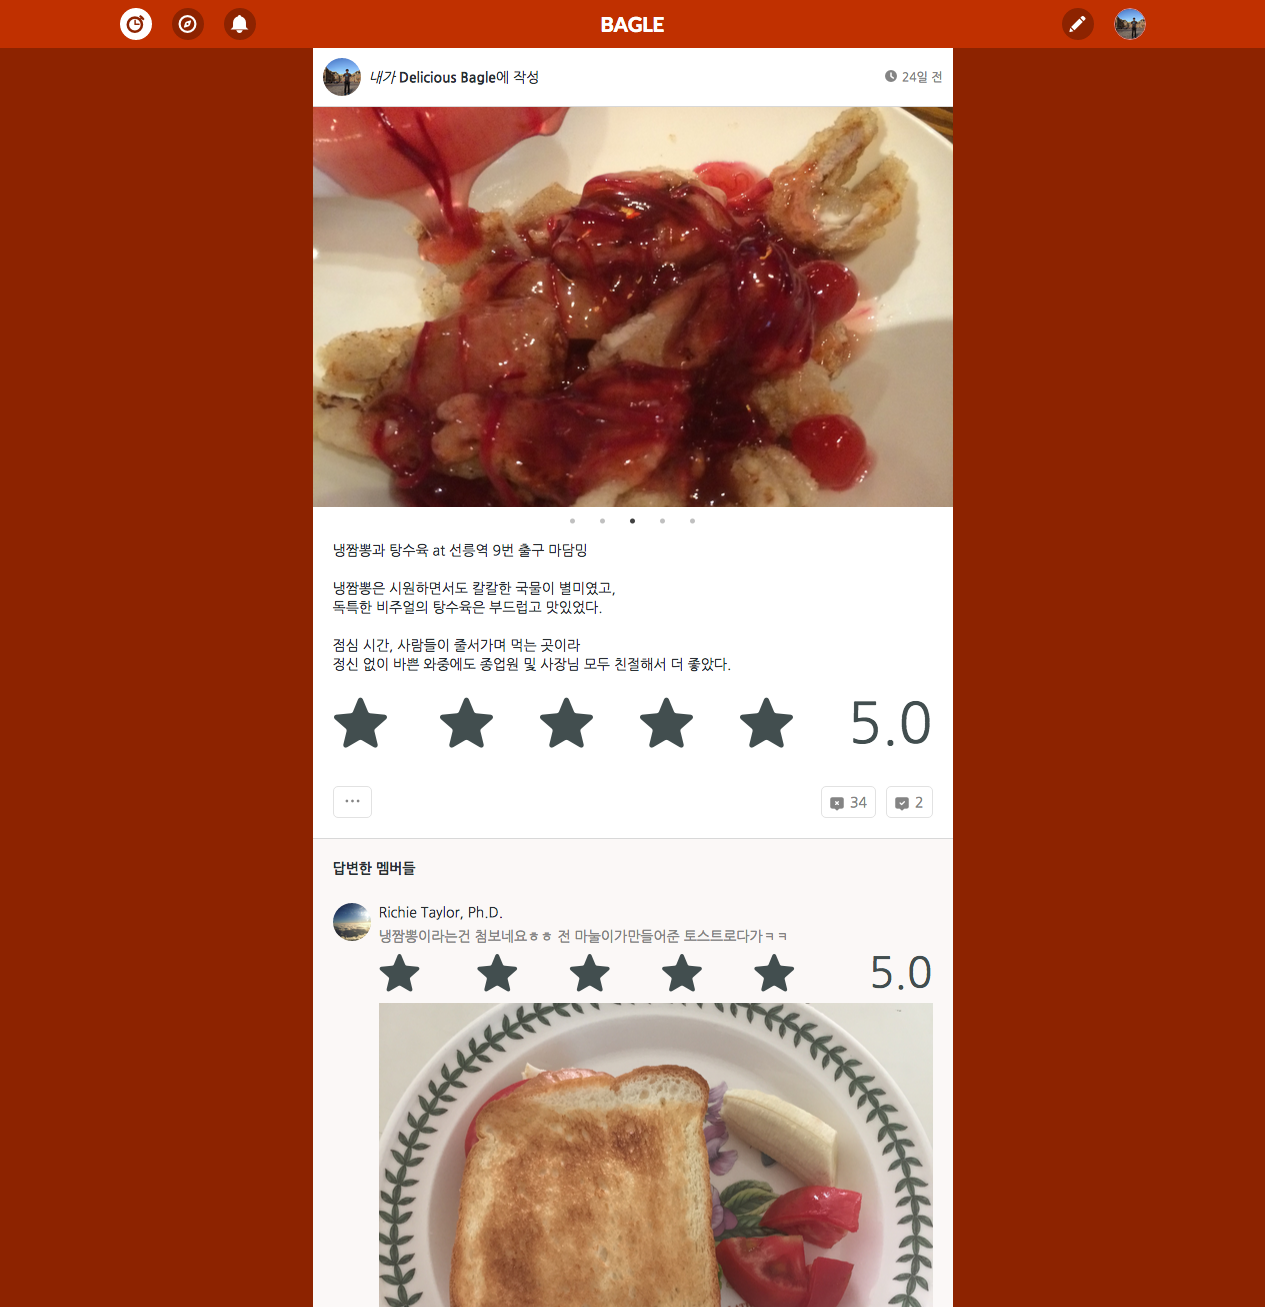 BAGLE
내가 Delicious Bagle에 작성
24일 전
냉짬뽕과 탕수육 at 선릉역 9번 출구 마담밍
냉짬뽕은 시원하면서도 칼칼한 국물이 별미였고,
독특한 비주얼의 탕수육은 부드럽고 맛있었다.
점심 시간, 사람들이 줄서가며 먹는 곳이라
정신 없이 바쁜 와중에도 종업원 및 사장님 모두 친절해서 더 좋았다.
5.0
34
2
답변한 멤버들
Richie Taylor, Ph.D.
냉짬뽕이라는건 첨보네요ㅎㅎ 전 마눌이가만들어준 토스트로다가ㅋㅋ
5.0